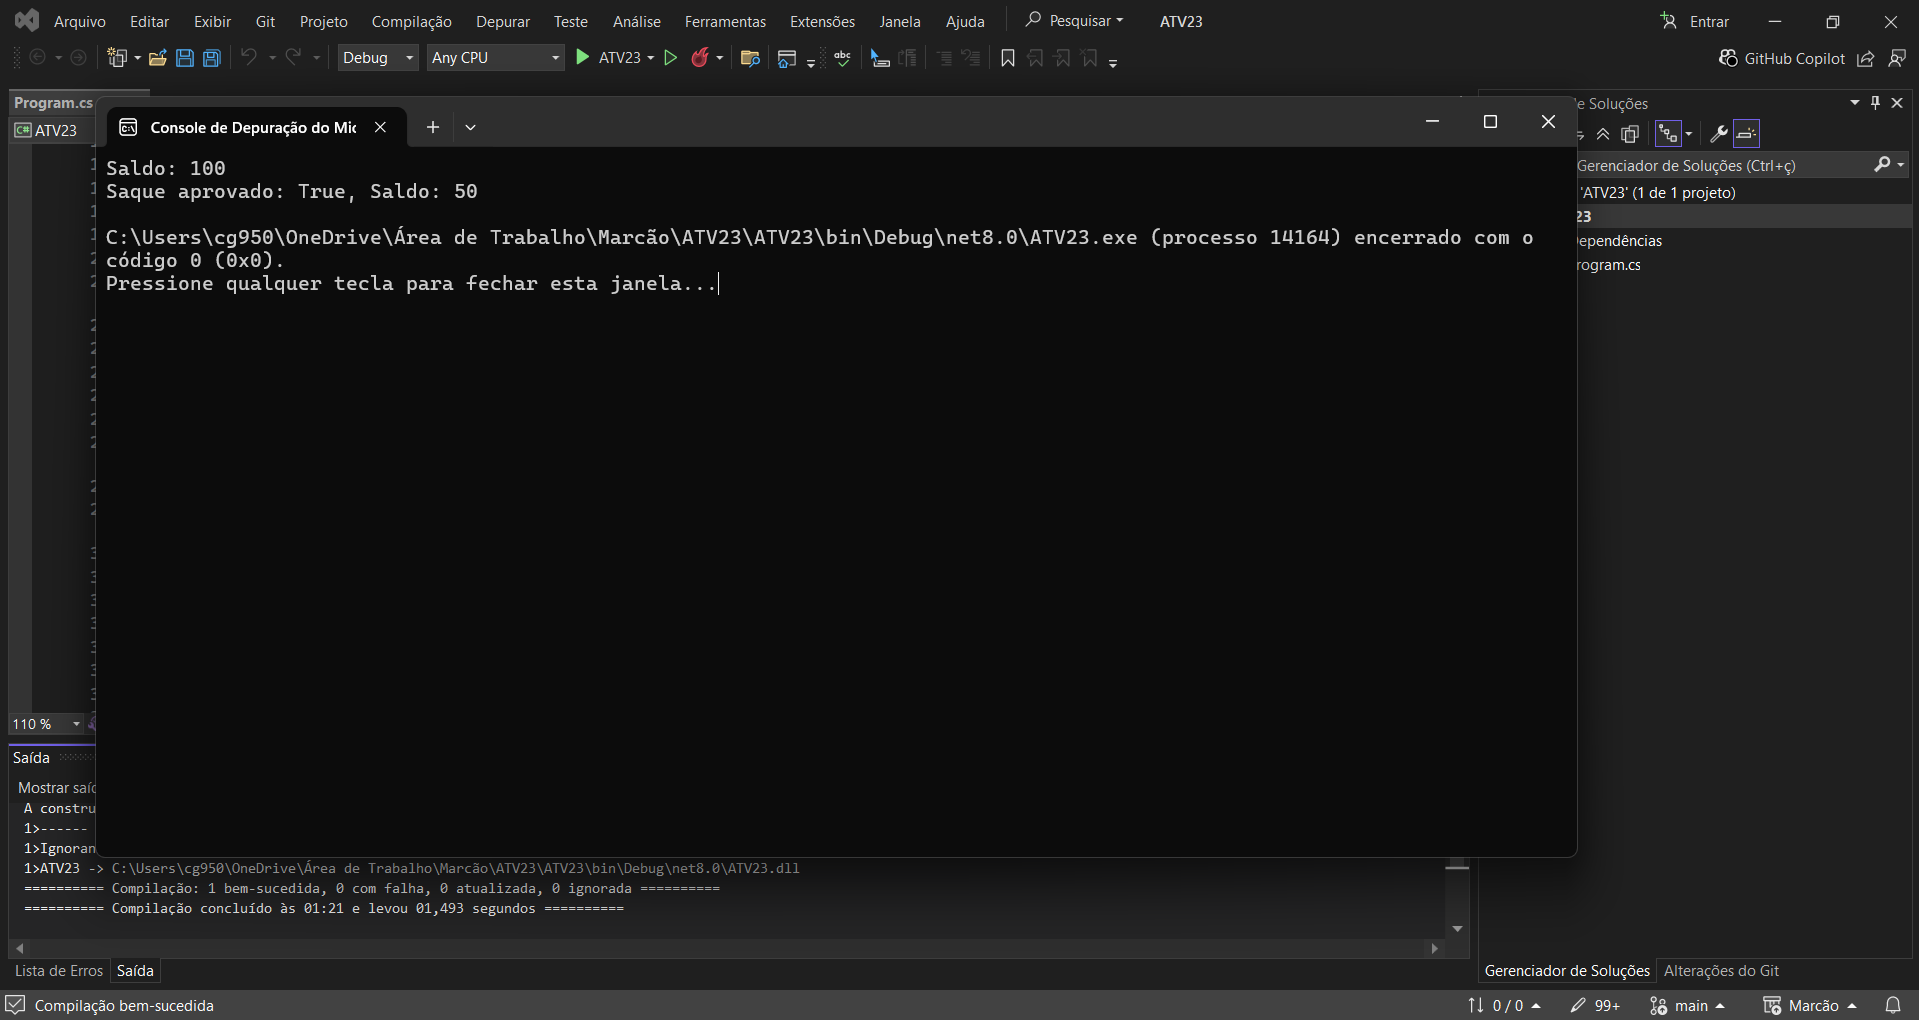 Arquivo Editar Exibir Git Projeto Compilação Depurar Teste Análise Ferramentas Extensões Janela Ajuda Pesquisar ATV23 Entrar
Debug Any CPU ATV23 abc GitHub Copilot
Program.cs
C# ATV23
Console de Depuração do Mic
de Soluções
Gerenciador de Soluções (Ctrl+ç)
'ATV23' (1 de 1 projeto)
23
ependências
rogram.cs
Saldo: 100
Saque aprovado: True, Saldo: 50
C:\Users\cg950\OneDrive\Área de Trabalho\Marcão\ATV23\ATV23\bin\Debug\net8.0\ATV23.exe (processo 14164) encerrado com o
código 0 (0x0).
Pressione qualquer tecla para fechar esta janela...
110 %
Saída
Mostrar saíd
A constru
1>------
1>Ignoran
1>ATV23 -> C:\Users\cg950\OneDrive\Área de Trabalho\Marcão\ATV23\ATV23\bin\Debug\net8.0\ATV23.dll
========== Compilação: 1 bem-sucedida, 0 com falha, 0 atualizada, 0 ignorada ==========
========== Compilação concluído às 01:21 e levou 01,493 segundos ==========
Lista de Erros Saída
Gerenciador de Soluções Alterações do Git
Compilação bem-sucedida 0 / 0 99+ main Marcão